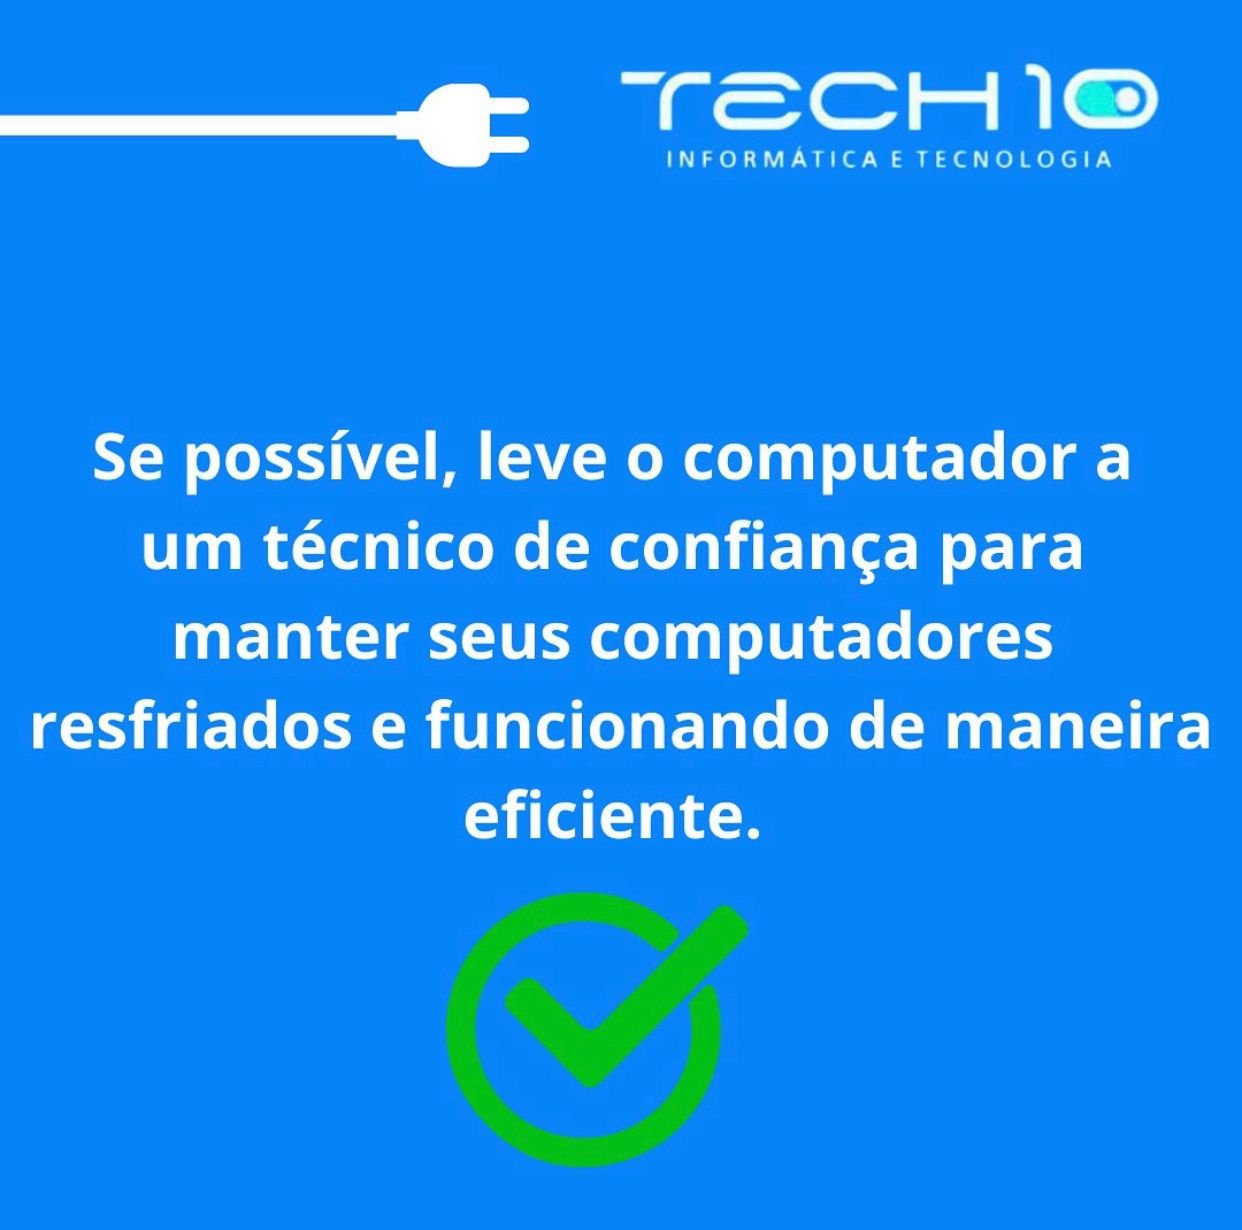 TECH 10
INFORMÁTICA E TECNOLOGIA
Se possível, leve o computador a
um técnico de confiança para
manter seus computadores
resfriados e funcionando de maneira
eficiente.